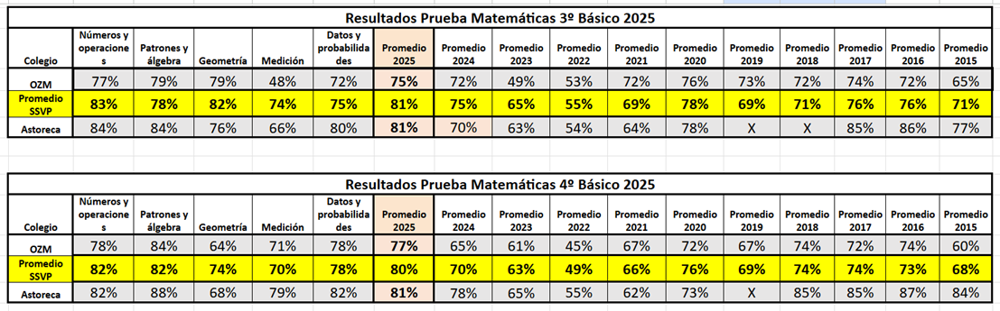 Resultados Prueba Matemáticas 3º Básico 2025
Colegio Números y operaciones Patrones y álgebra Geometría Medición Datos y probabilidades Promedio 2025 Promedio 2024 Promedio 2023 Promedio 2022 Promedio 2021 Promedio 2020 Promedio 2019 Promedio 2018 Promedio 2017 Promedio 2016 Promedio 2015
OZM 77% 79% 79% 48% 72% 75% 72% 49% 53% 72% 76% 73% 72% 74% 72% 65%
Promedio SSVP 83% 78% 82% 74% 75% 81% 75% 65% 55% 69% 78% 69% 71% 76% 76% 71%
Astoreca 84% 84% 76% 66% 80% 81% 70% 63% 54% 64% 78% X X 85% 86% 77%
Resultados Prueba Matemáticas 4º Básico 2025
Colegio Números y operaciones Patrones y álgebra Geometría Medición Datos y probabilidades Promedio 2025 Promedio 2024 Promedio 2023 Promedio 2022 Promedio 2021 Promedio 2020 Promedio 2019 Promedio 2018 Promedio 2017 Promedio 2016 Promedio 2015
OZM 78% 84% 64% 71% 78% 77% 65% 61% 45% 67% 72% 67% 74% 72% 74% 60%
Promedio SSVP 82% 82% 74% 70% 78% 80% 70% 63% 49% 66% 76% 69% 74% 74% 73% 68%
Astoreca 82% 88% 68% 79% 82% 81% 78% 65% 55% 62% 73% X 85% 85% 87% 84%